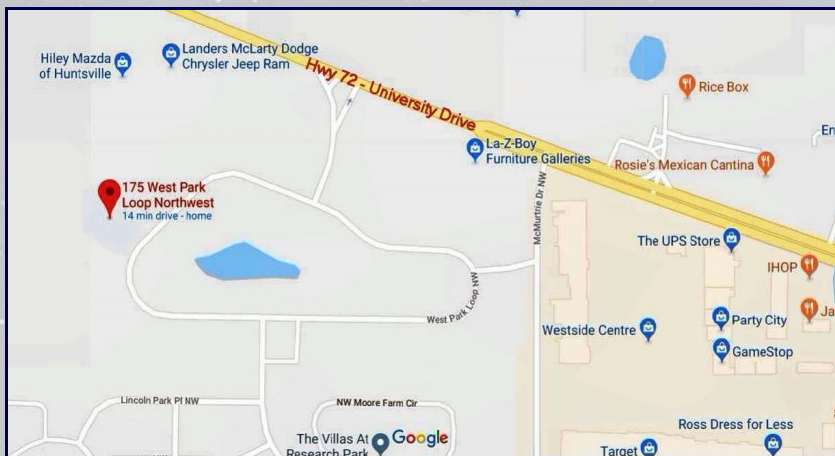 Hiley Mazda
of Huntsville
Landers McLarty Dodge
Chrysler Jeep Ram
Hwy 72 - University Drive
Rice Box
La-Z-Boy
Furniture Galleries
Rosie's Mexican Cantina
175 West Park
Loop Northwest
14 min drive - home
McMurtrie Dr NW
The UPS Store
IHOP
West Park Loop NW
Westside Centre
Party City
GameStop
Lincoln Park Pl NW
NW Moore Farm Cir
The Villas At
Research Park
Google
Ross Dress for Less
Target